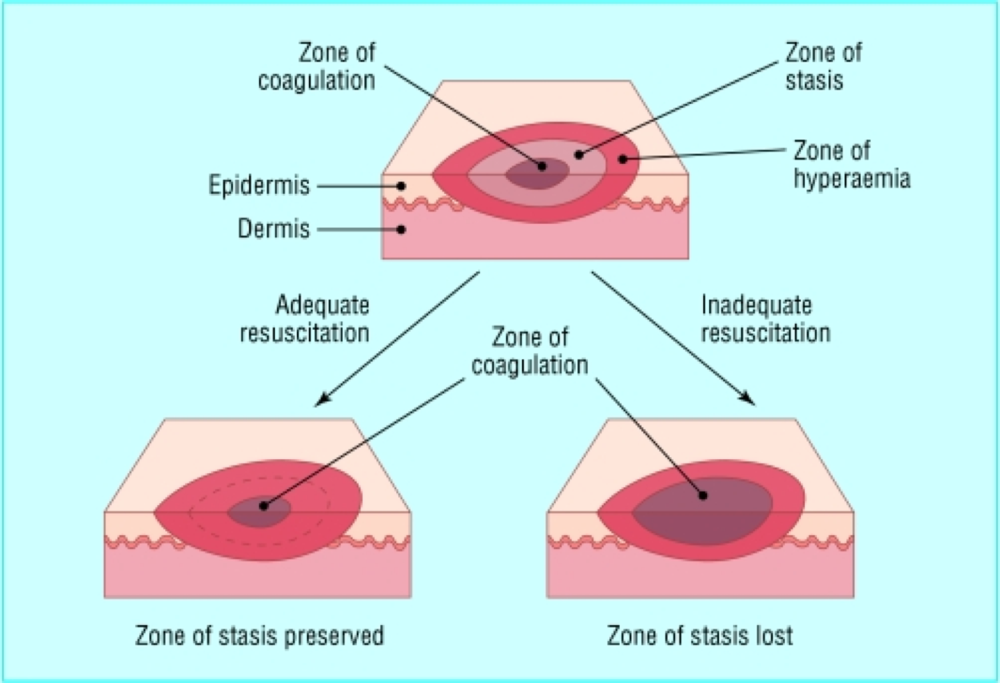 Zone of
coagulation
Zone of
stasis
Zone of
hyperaemia
Epidermis
Dermis
Adequate
resuscitation
Inadequate
resuscitation
Zone of
coagulation
Zone of stasis preserved
Zone of stasis lost